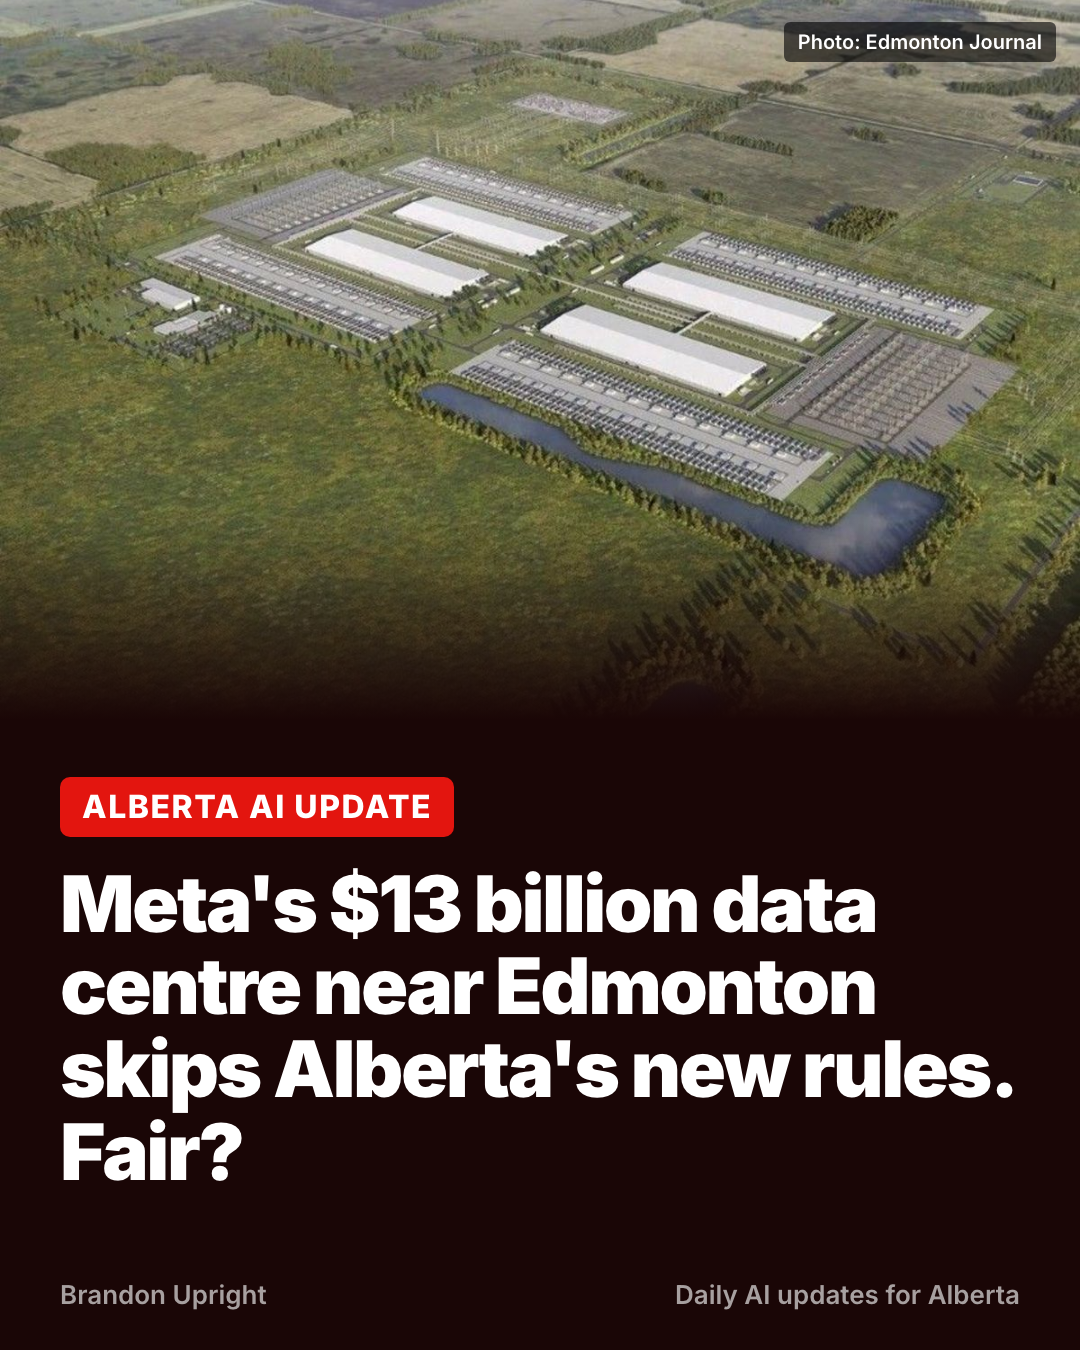 Photo: Edmonton Journal
ALBERTA AI UPDATE
Meta's $13 billion data
centre near Edmonton
skips Alberta's new rules.
Fair?
Brandon Upright
Daily AI updates for Alberta